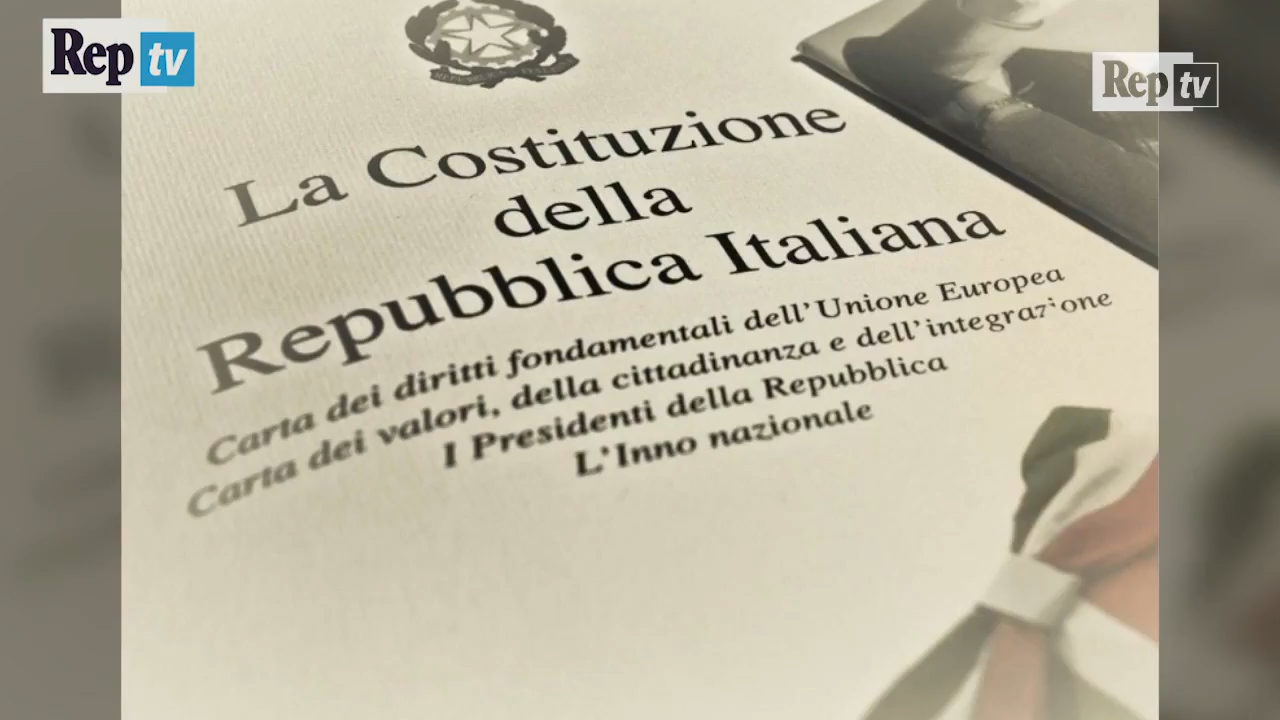 Rep tv
Rep tv
La Costituzione
della
Repubblica Italiana
Carta dei diritti fondamentali dell'Unione Europea
Carta dei valori, della cittadinanza e dell'integrazione
I Presidenti della Repubblica
L'Inno nazionale